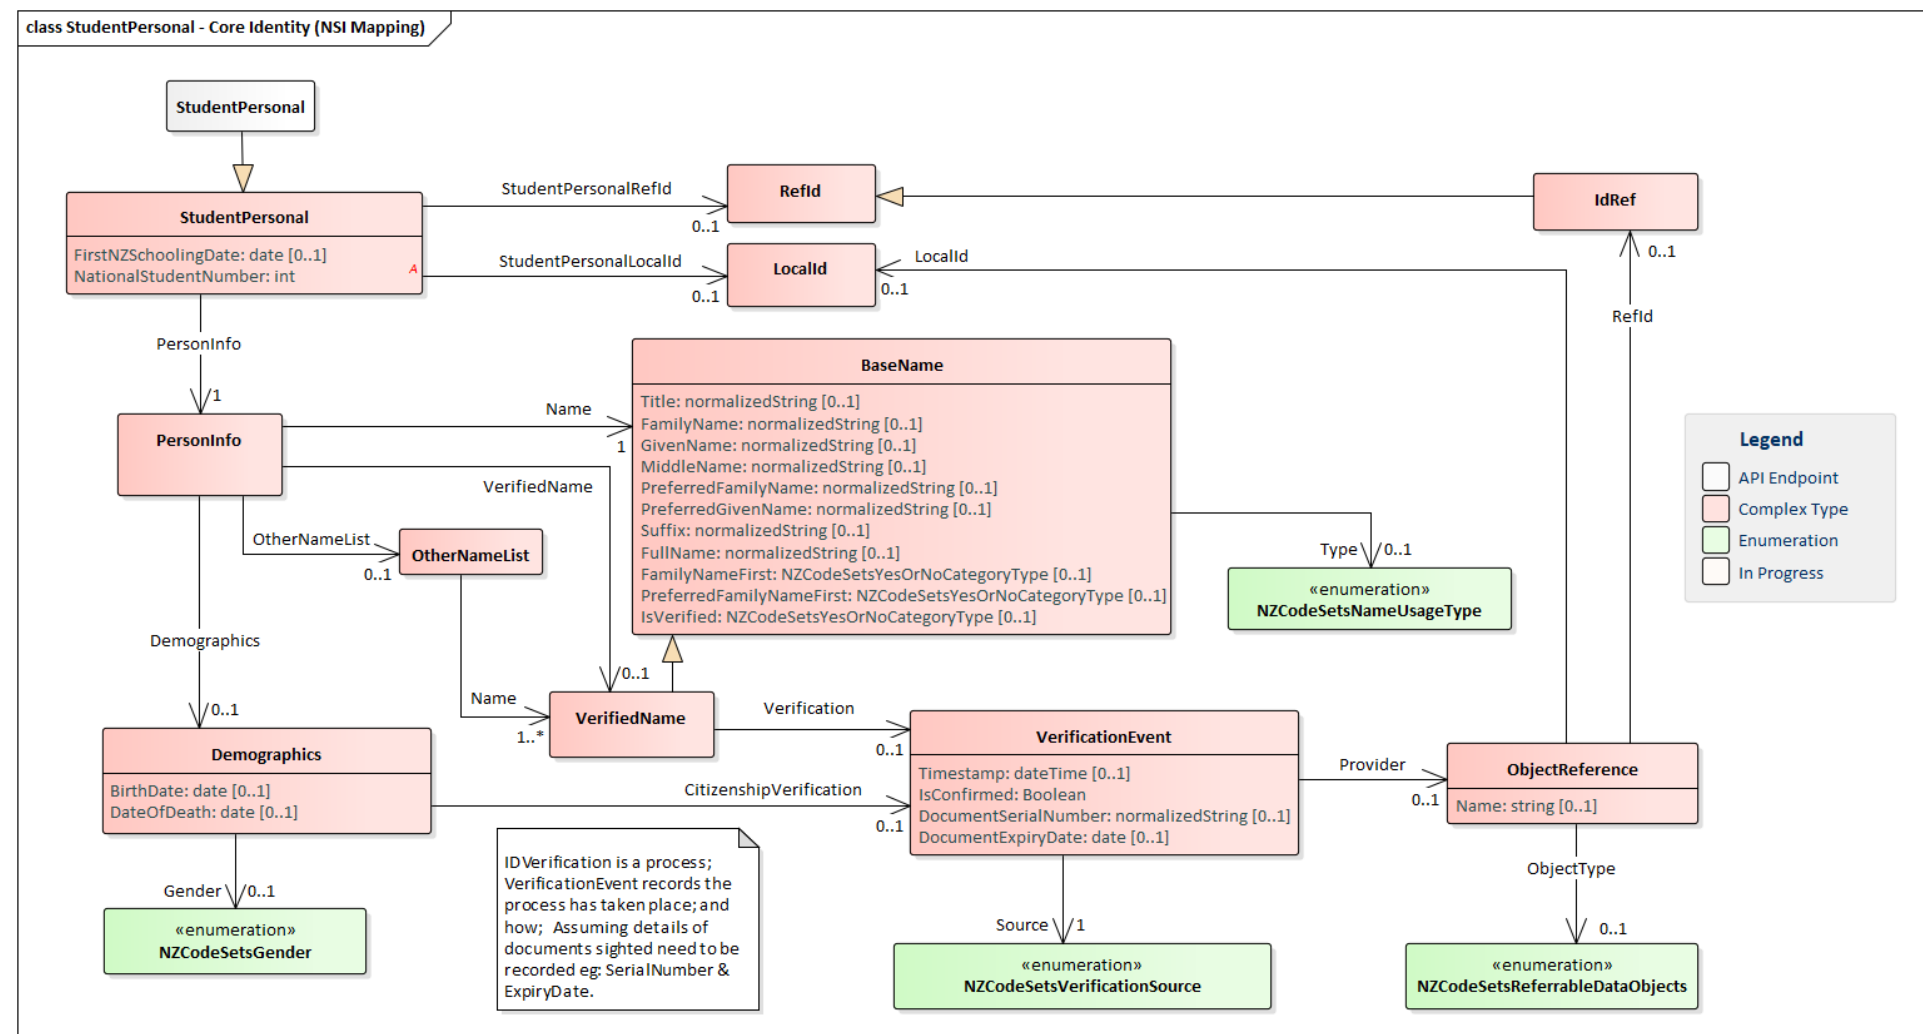 class StudentPersonal - Core Identity (NSI Mapping)
StudentPersonal
StudentPersonal
FirstNZSchoolingDate: date [0..1]
NationalStudentNumber: int
A
StudentPersonalRefId
0..1
RefId
IdRef
0..1
StudentPersonalLocalId
0..1
LocalId
LocalId
0..1
RefId
PersonInfo
1
PersonInfo
Name
1
BaseName
Title: normalizedString [0..1]
FamilyName: normalizedString [0..1]
GivenName: normalizedString [0..1]
MiddleName: normalizedString [0..1]
PreferredFamilyName: normalizedString [0..1]
PreferredGivenName: normalizedString [0..1]
Suffix: normalizedString [0..1]
FullName: normalizedString [0..1]
FamilyNameFirst: NZCodeSetsYesOrNoCategoryType [0..1]
PreferredFamilyNameFirst: NZCodeSetsYesOrNoCategoryType [0..1]
IsVerified: NZCodeSetsYesOrNoCategoryType [0..1]
Legend
API Endpoint
Complex Type
Enumeration
In Progress
VerifiedName
0..1
OtherNameList
0..1
OtherNameList
Type
0..1
«enumeration»
NZCodeSetsNameUsageType
Demographics
0..1
Name
1..*
VerifiedName
Verification
0..1
Demographics
BirthDate: date [0..1]
DateOfDeath: date [0..1]
CitizenshipVerification
0..1
VerificationEvent
Timestamp: dateTime [0..1]
IsConfirmed: Boolean
DocumentSerialNumber: normalizedString [0..1]
DocumentExpiryDate: date [0..1]
Provider
0..1
ObjectReference
Name: string [0..1]
Gender
0..1
«enumeration»
NZCodeSetsGender
IDVerification is a process;
VerificationEvent records the
process has taken place; and
how;  Assuming details of
documents sighted need to be
recorded eg: SerialNumber &
ExpiryDate.
Source
1
«enumeration»
NZCodeSetsVerificationSource
ObjectType
0..1
«enumeration»
NZCodeSetsReferrableDataObjects